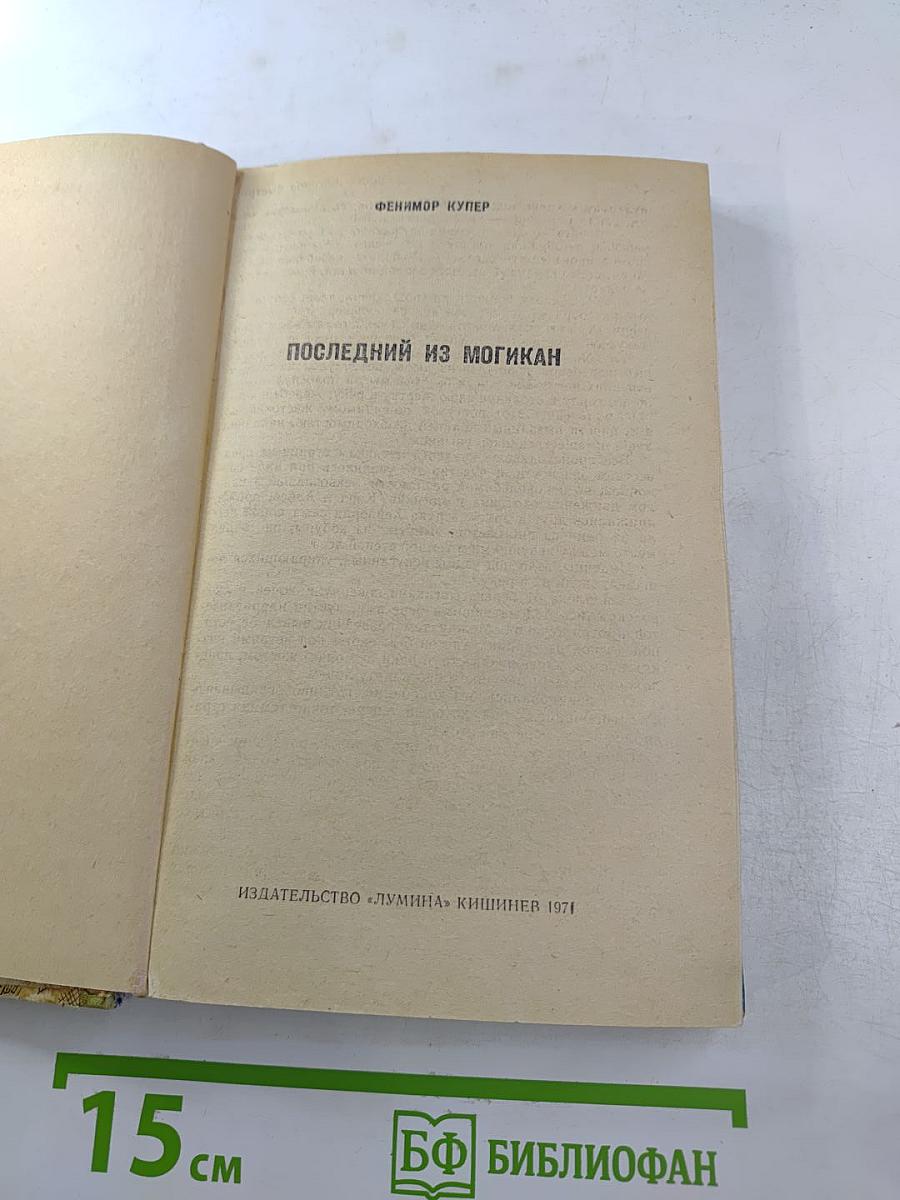 ФЕНИМОР КУПЕР
ПОСЛЕДНИЙ ИЗ МОГИКАН
ИЗДАТЕЛЬСТВО «ЛУМИНА» КИШИНЕВ 1971
15 см
БФ БИБЛИОФАН